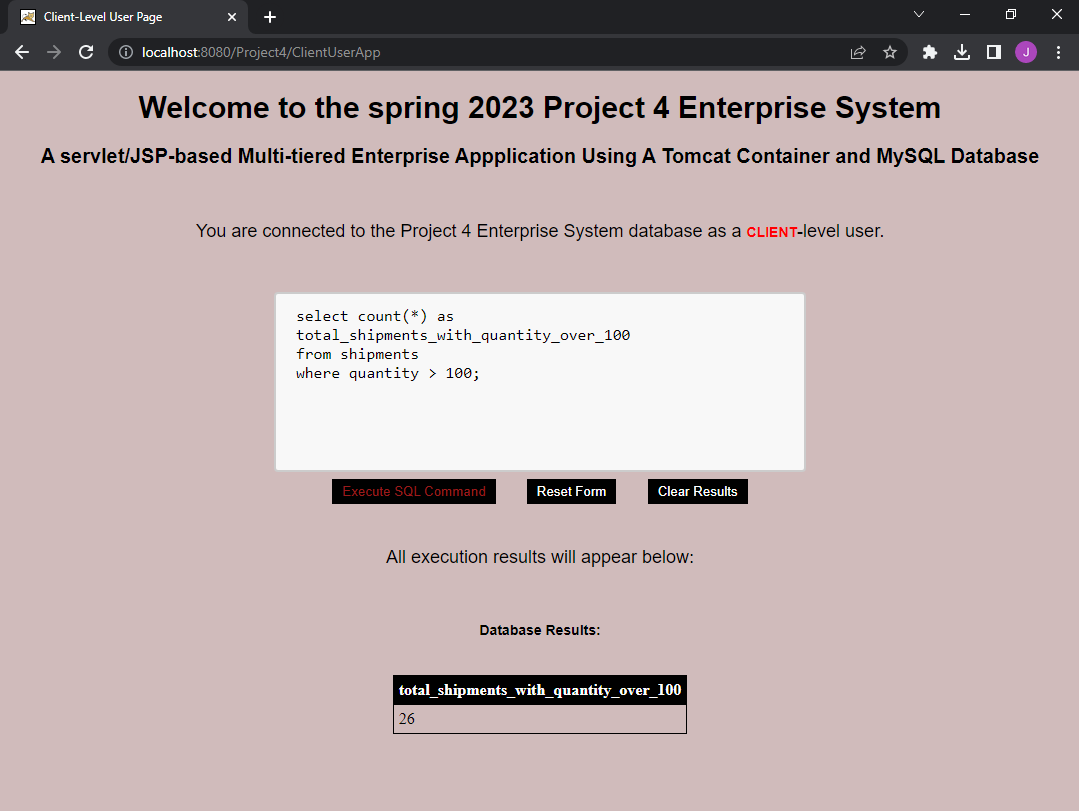 Client-Level User Page
localhost:8080/Project4/ClientUserApp
J
Welcome to the spring 2023 Project 4 Enterprise System
A servlet/JSP-based Multi-tiered Enterprise Appplication Using A Tomcat Container and MySQL Database
You are connected to the Project 4 Enterprise System database as a CLIENT-level user.
select count(*) as
total_shipments_with_quantity_over_100
from shipments
where quantity > 100;
Execute SQL Command Reset Form Clear Results
All execution results will appear below:
Database Results:
total_shipments_with_quantity_over_100
26